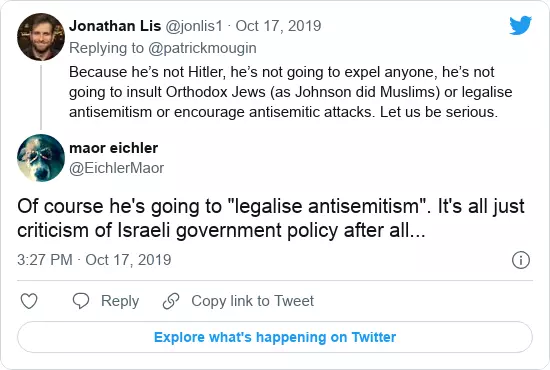 Jonathan Lis @jonlis1 · Oct 17, 2019
Replying to @patrickmougin
Because he’s not Hitler, he’s not going to expel anyone, he’s not
going to insult Orthodox Jews (as Johnson did Muslims) or legalise
antisemitism or encourage antisemitic attacks. Let us be serious.
maor eichler
@EichlerMaor
Of course he's going to "legalise antisemitism". It's all just
criticism of Israeli government policy after all...
3:27 PM · Oct 17, 2019
Reply Copy link to Tweet
Explore what's happening on Twitter